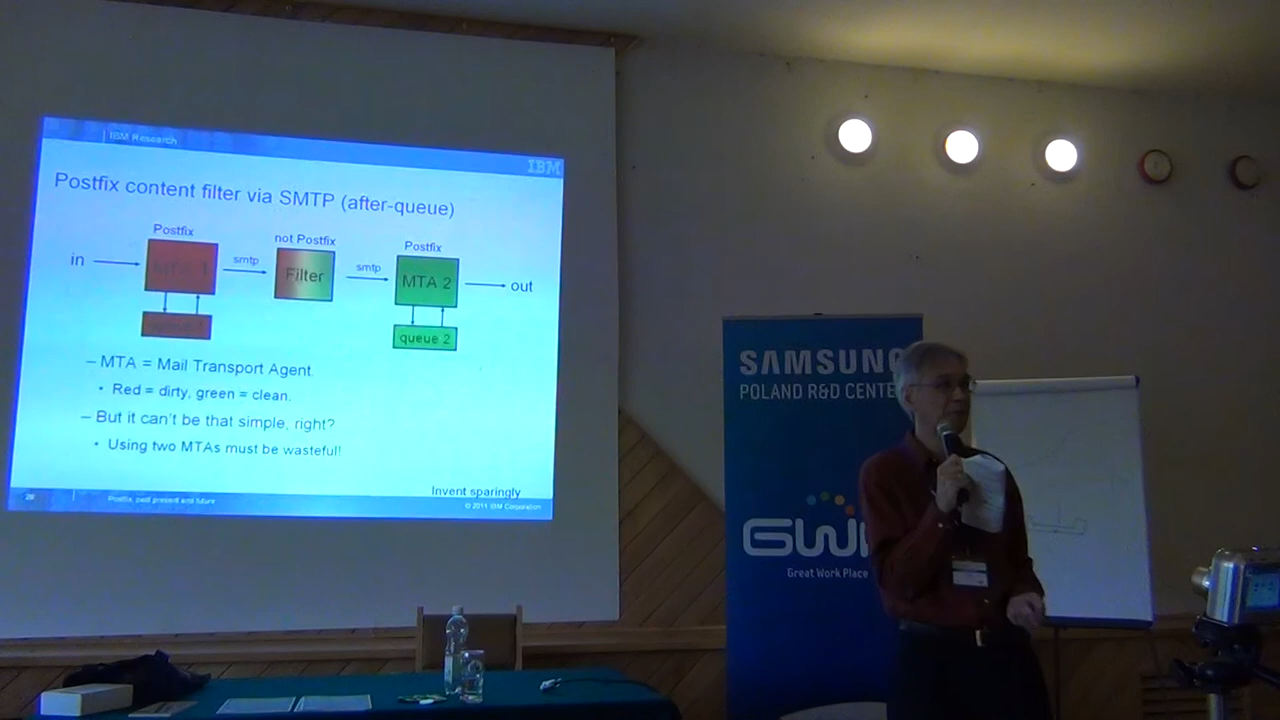 IBM Research
IBM
Postfix content filter via SMTP (after-queue)
Postfix
not Postfix
Postfix
in
MTA 1
smtp
Filter
smtp
MTA 2
out
queue 2
– MTA = Mail Transport Agent
• Red = dirty, green = clean.
– But it can't be that simple, right?
• Using two MTAs must be wasteful!
Invent sparingly
Postfix, past present and future
© 2011 IBM Corporation
SAMSUNG
POLAND R&D CENTE
GW
Great Work Place